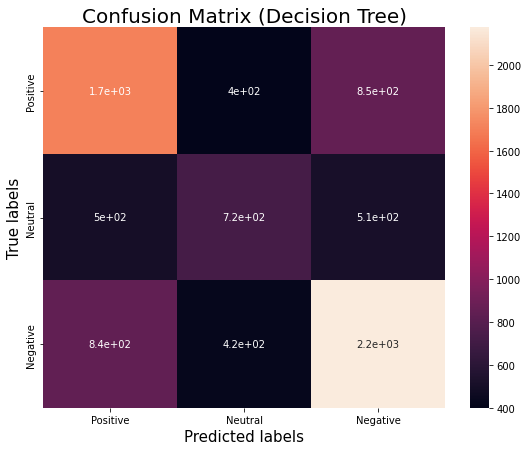 Confusion Matrix (Decision Tree)
Positive
1.7e+03 4e+02 8.5e+02
Neutral
5e+02 7.2e+02 5.1e+02
Negative
8.4e+02 4.2e+02 2.2e+03
True labels
Positive Neutral Negative
Predicted labels
2000
1800
1600
1400
1200
1000
800
600
400